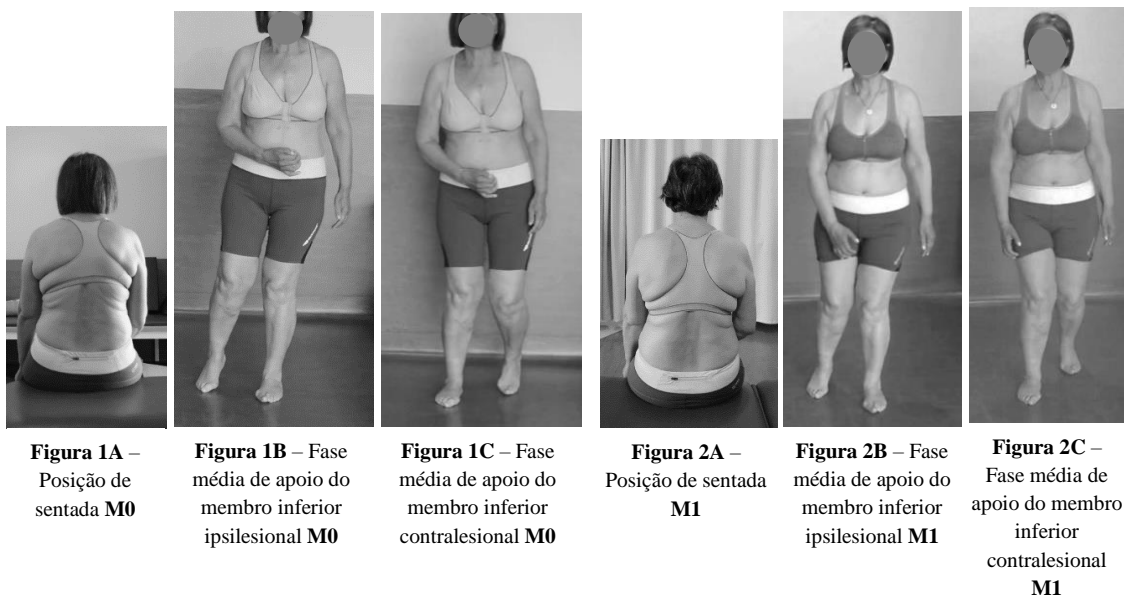 Figura 1A –
Posição de
sentada M0
Figura 1B – Fase
média de apoio do
membro inferior
ipsilesional M0
Figura 1C – Fase
média de apoio do
membro inferior
contralesional M0
Figura 2A –
Posição de sentada
M1
Figura 2B – Fase
média de apoio do
membro inferior
ipsilesional M1
Figura 2C –
Fase média de
apoio do membro
inferior
contralesional
M1